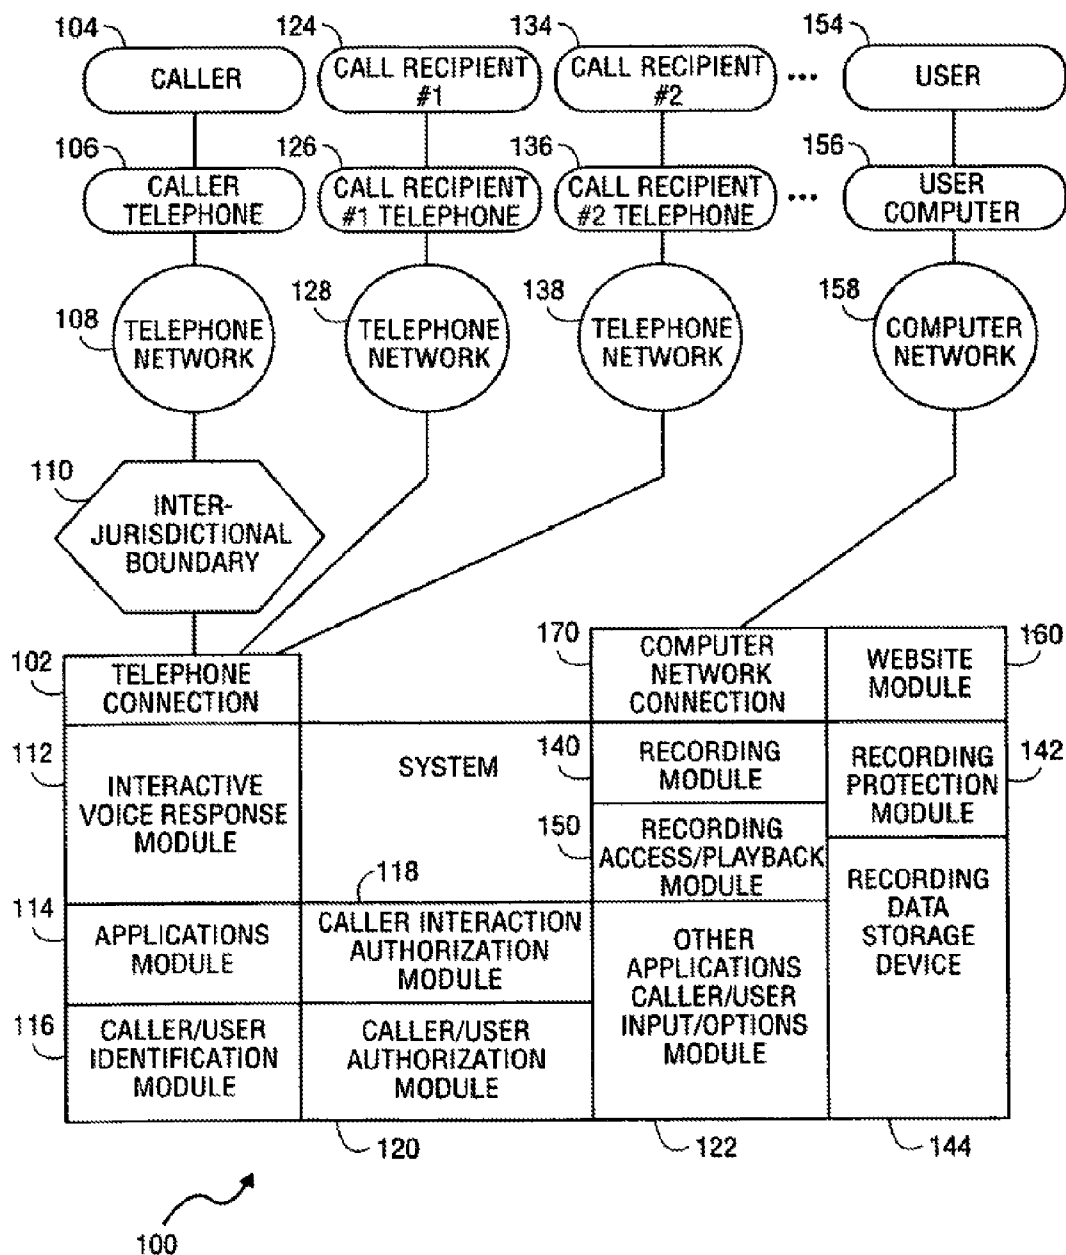 104
124
134
154
CALLER
CALL RECIPIENT
#1
CALL RECIPIENT
#2
...
USER
106
126
136
156
CALLER
TELEPHONE
CALL RECIPIENT
#1 TELEPHONE
CALL RECIPIENT
#2 TELEPHONE
...
USER
COMPUTER
108
128
138
158
TELEPHONE
NETWORK
TELEPHONE
NETWORK
TELEPHONE
NETWORK
COMPUTER
NETWORK
110
INTER-
JURISDICTIONAL
BOUNDARY
102
TELEPHONE
CONNECTION
170
COMPUTER
NETWORK
CONNECTION
WEBSITE
MODULE
160
112
INTERACTIVE
VOICE RESPONSE
MODULE
SYSTEM
140
RECORDING
MODULE
RECORDING
PROTECTION
MODULE
142
150
RECORDING
ACCESS/PLAYBACK
MODULE
118
114
APPLICATIONS
MODULE
CALLER INTERACTION
AUTHORIZATION
MODULE
OTHER
APPLICATIONS
CALLER/USER
INPUT/OPTIONS
MODULE
RECORDING
DATA
STORAGE
DEVICE
116
CALLER/USER
IDENTIFICATION
MODULE
CALLER/USER
AUTHORIZATION
MODULE
120
122
144
100